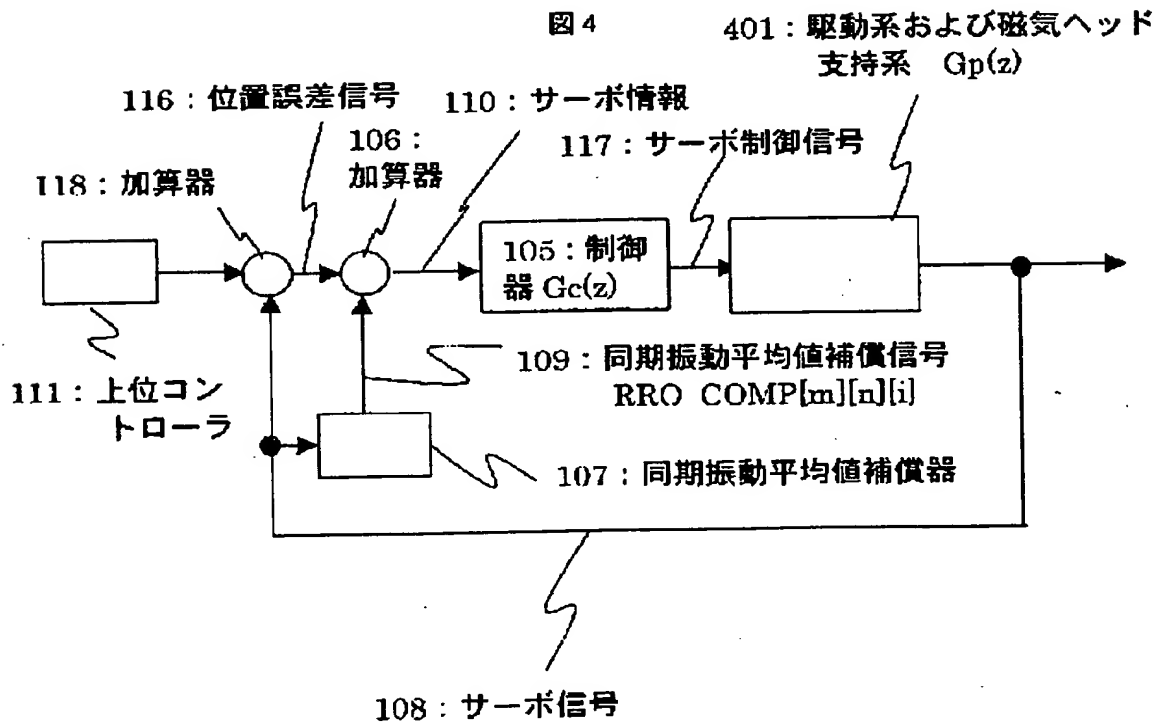 図4
401：駆動系および磁気ヘッド
支持系 Gp(z)
116：位置誤差信号
110：サーボ情報
106：
加算器
117：サーボ制御信号
118：加算器
105：制御
器 Gc(z)
109：同期振動平均値補償信号
RRO COMP[m][n][i]
111：上位コン
トローラ
107：同期振動平均値補償器
108：サーボ信号